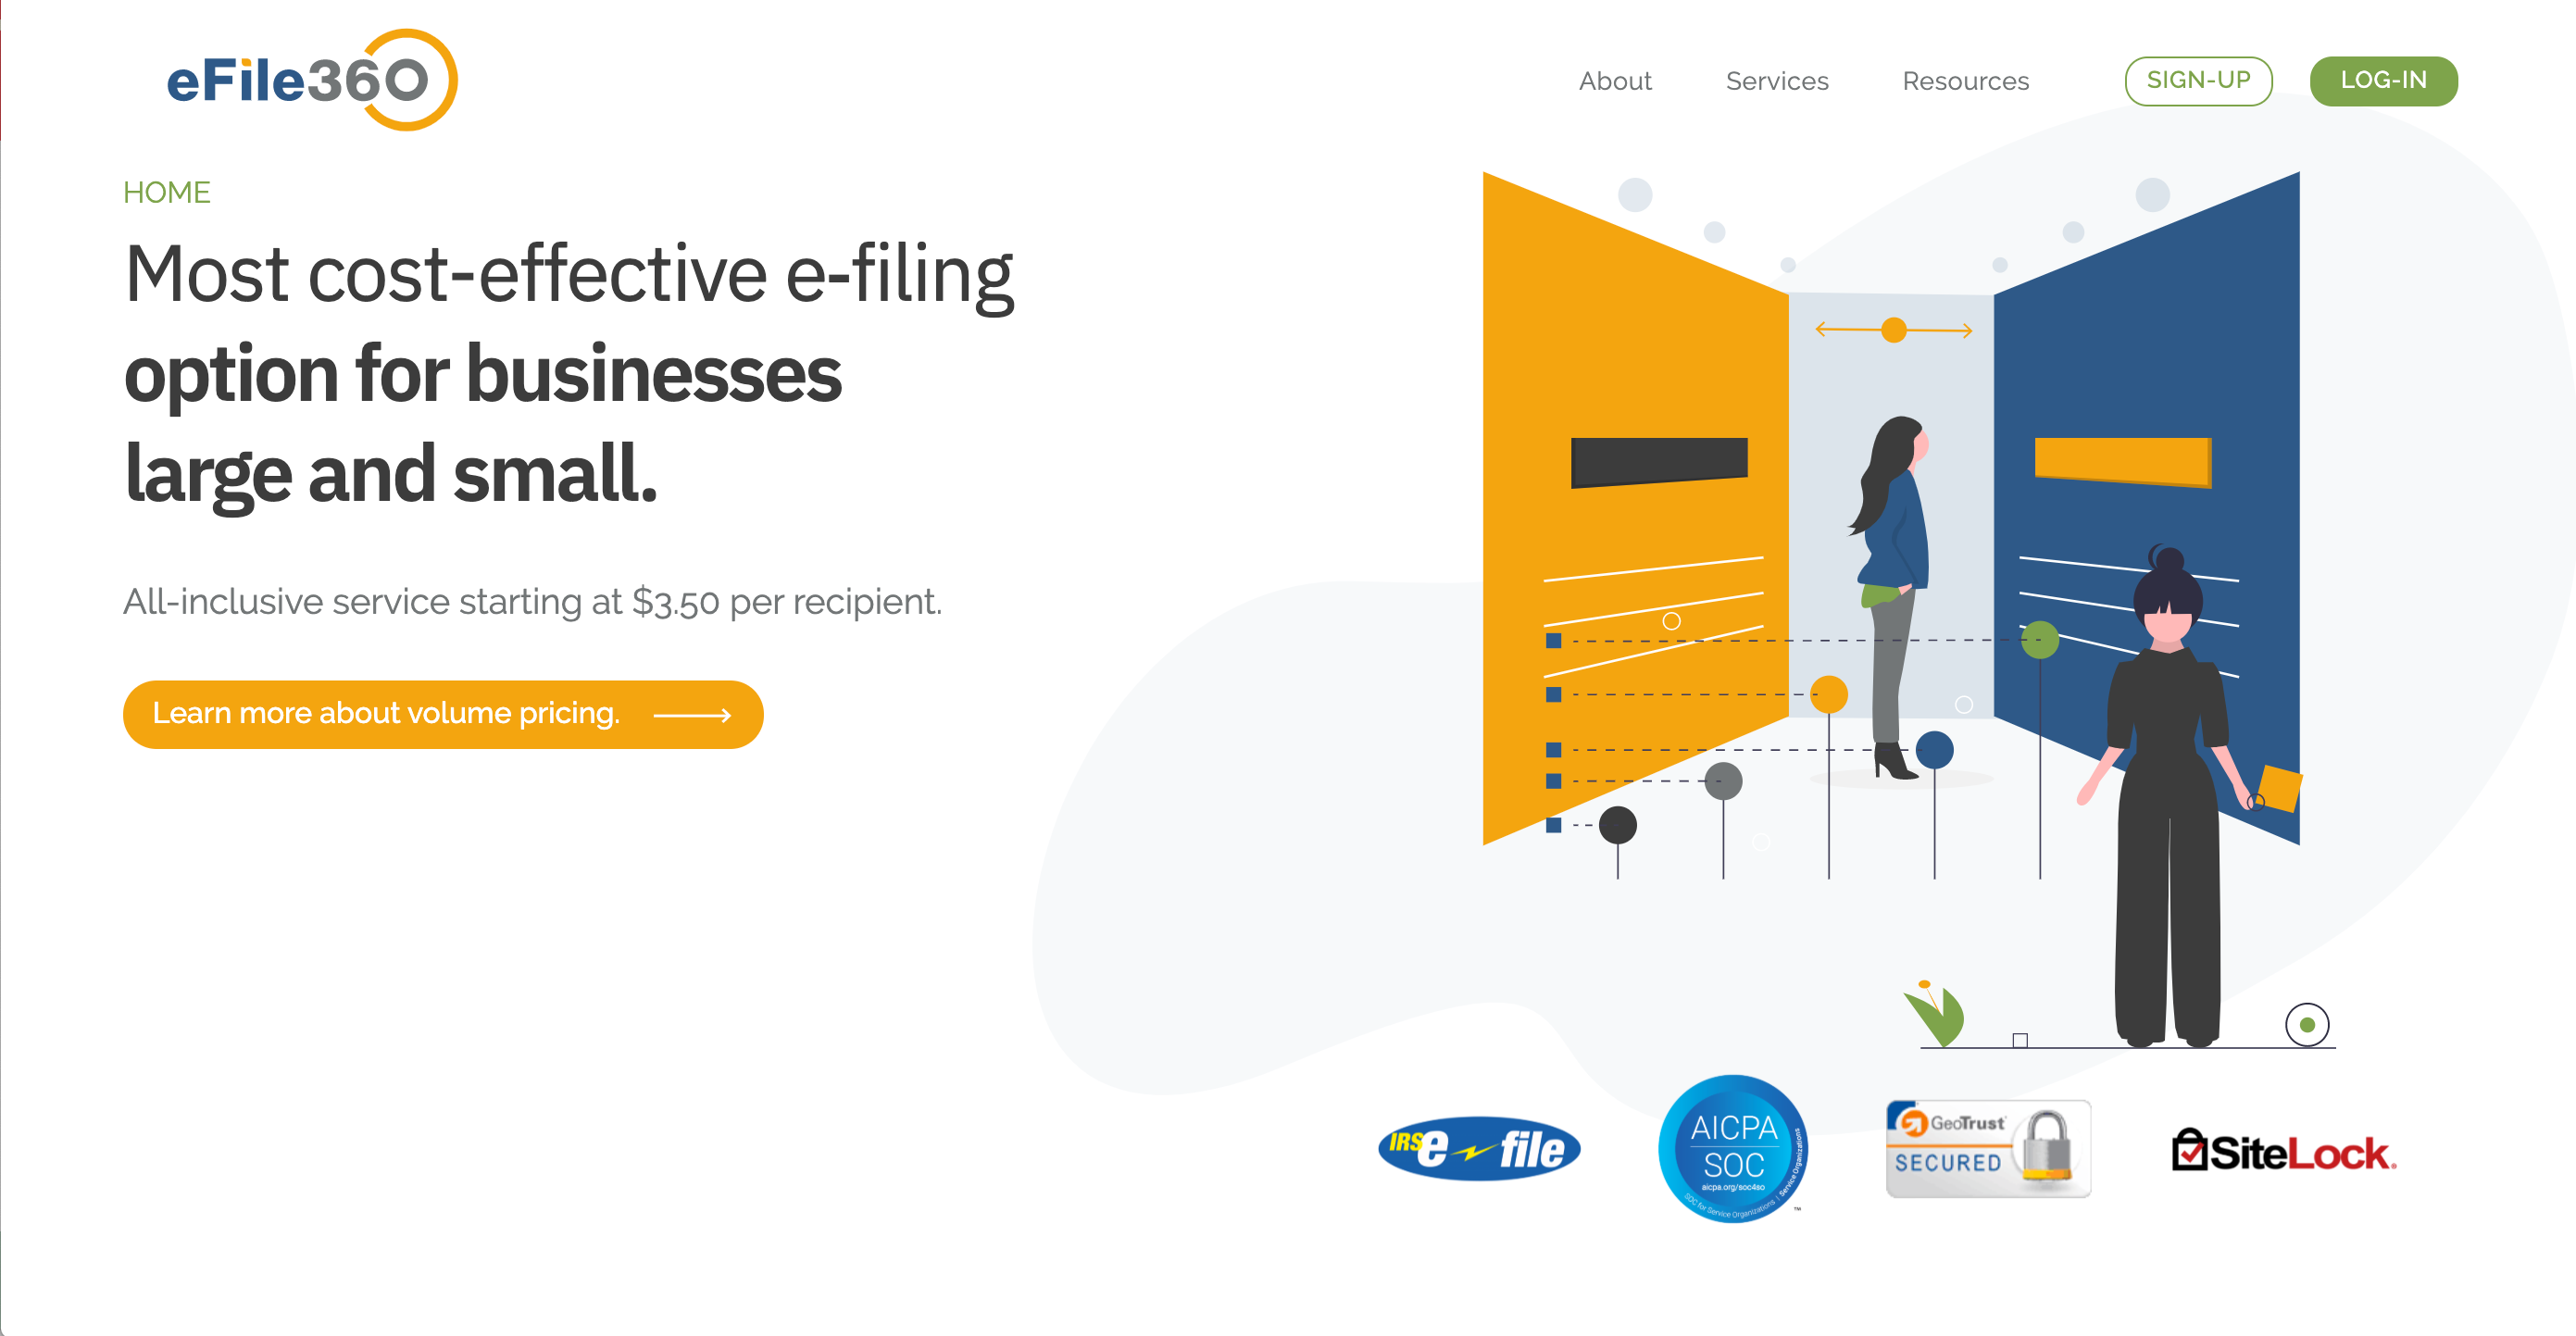 eFile360
About Services Resources SIGN-UP LOG-IN
HOME
Most cost-effective e-filing
option for businesses
large and small.
All-inclusive service starting at $3.50 per recipient.
Learn more about volume pricing.
IRS e file
AICPA
SOC
aicpa.org/soc4so
SOC for Service Organizations | Service Organizations
TM
GeoTrust
SECURED
SiteLock